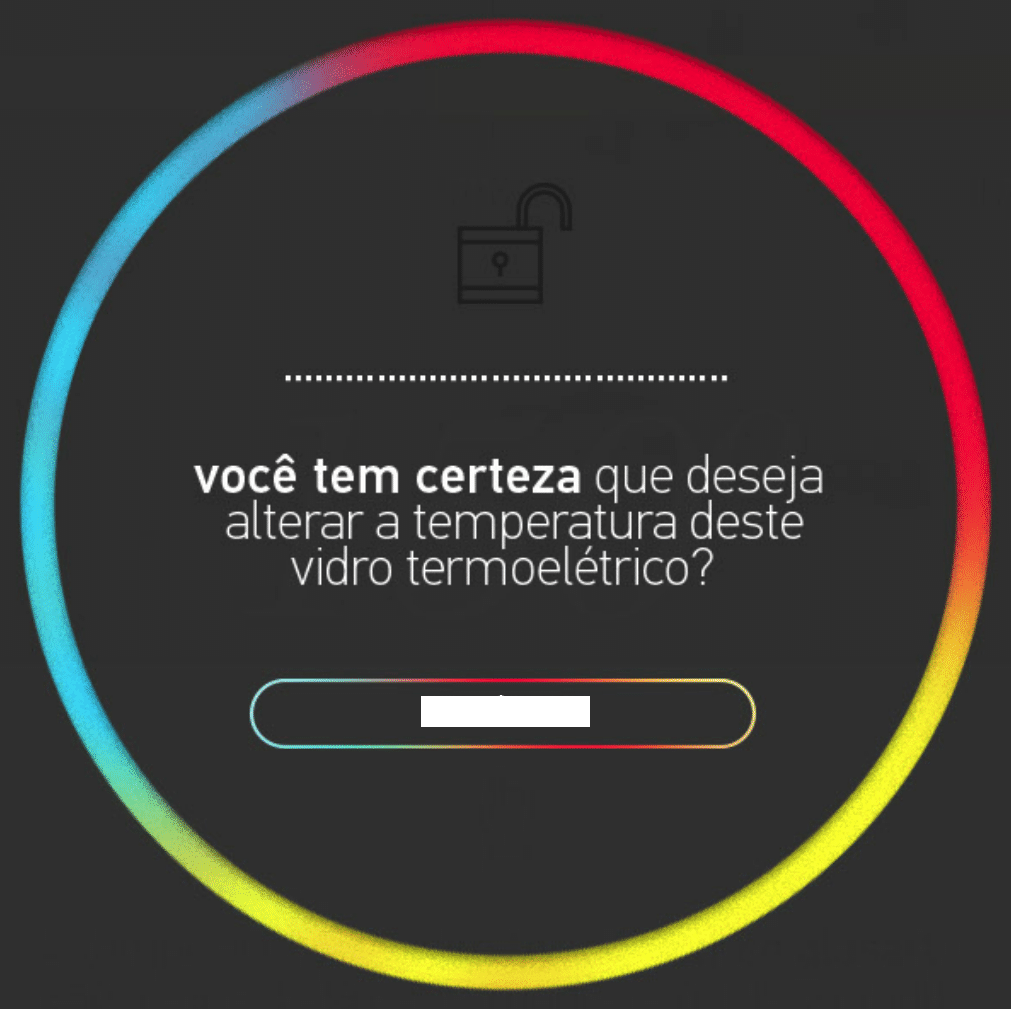 você tem certeza que deseja
alterar a temperatura deste
vidro termoelétrico?